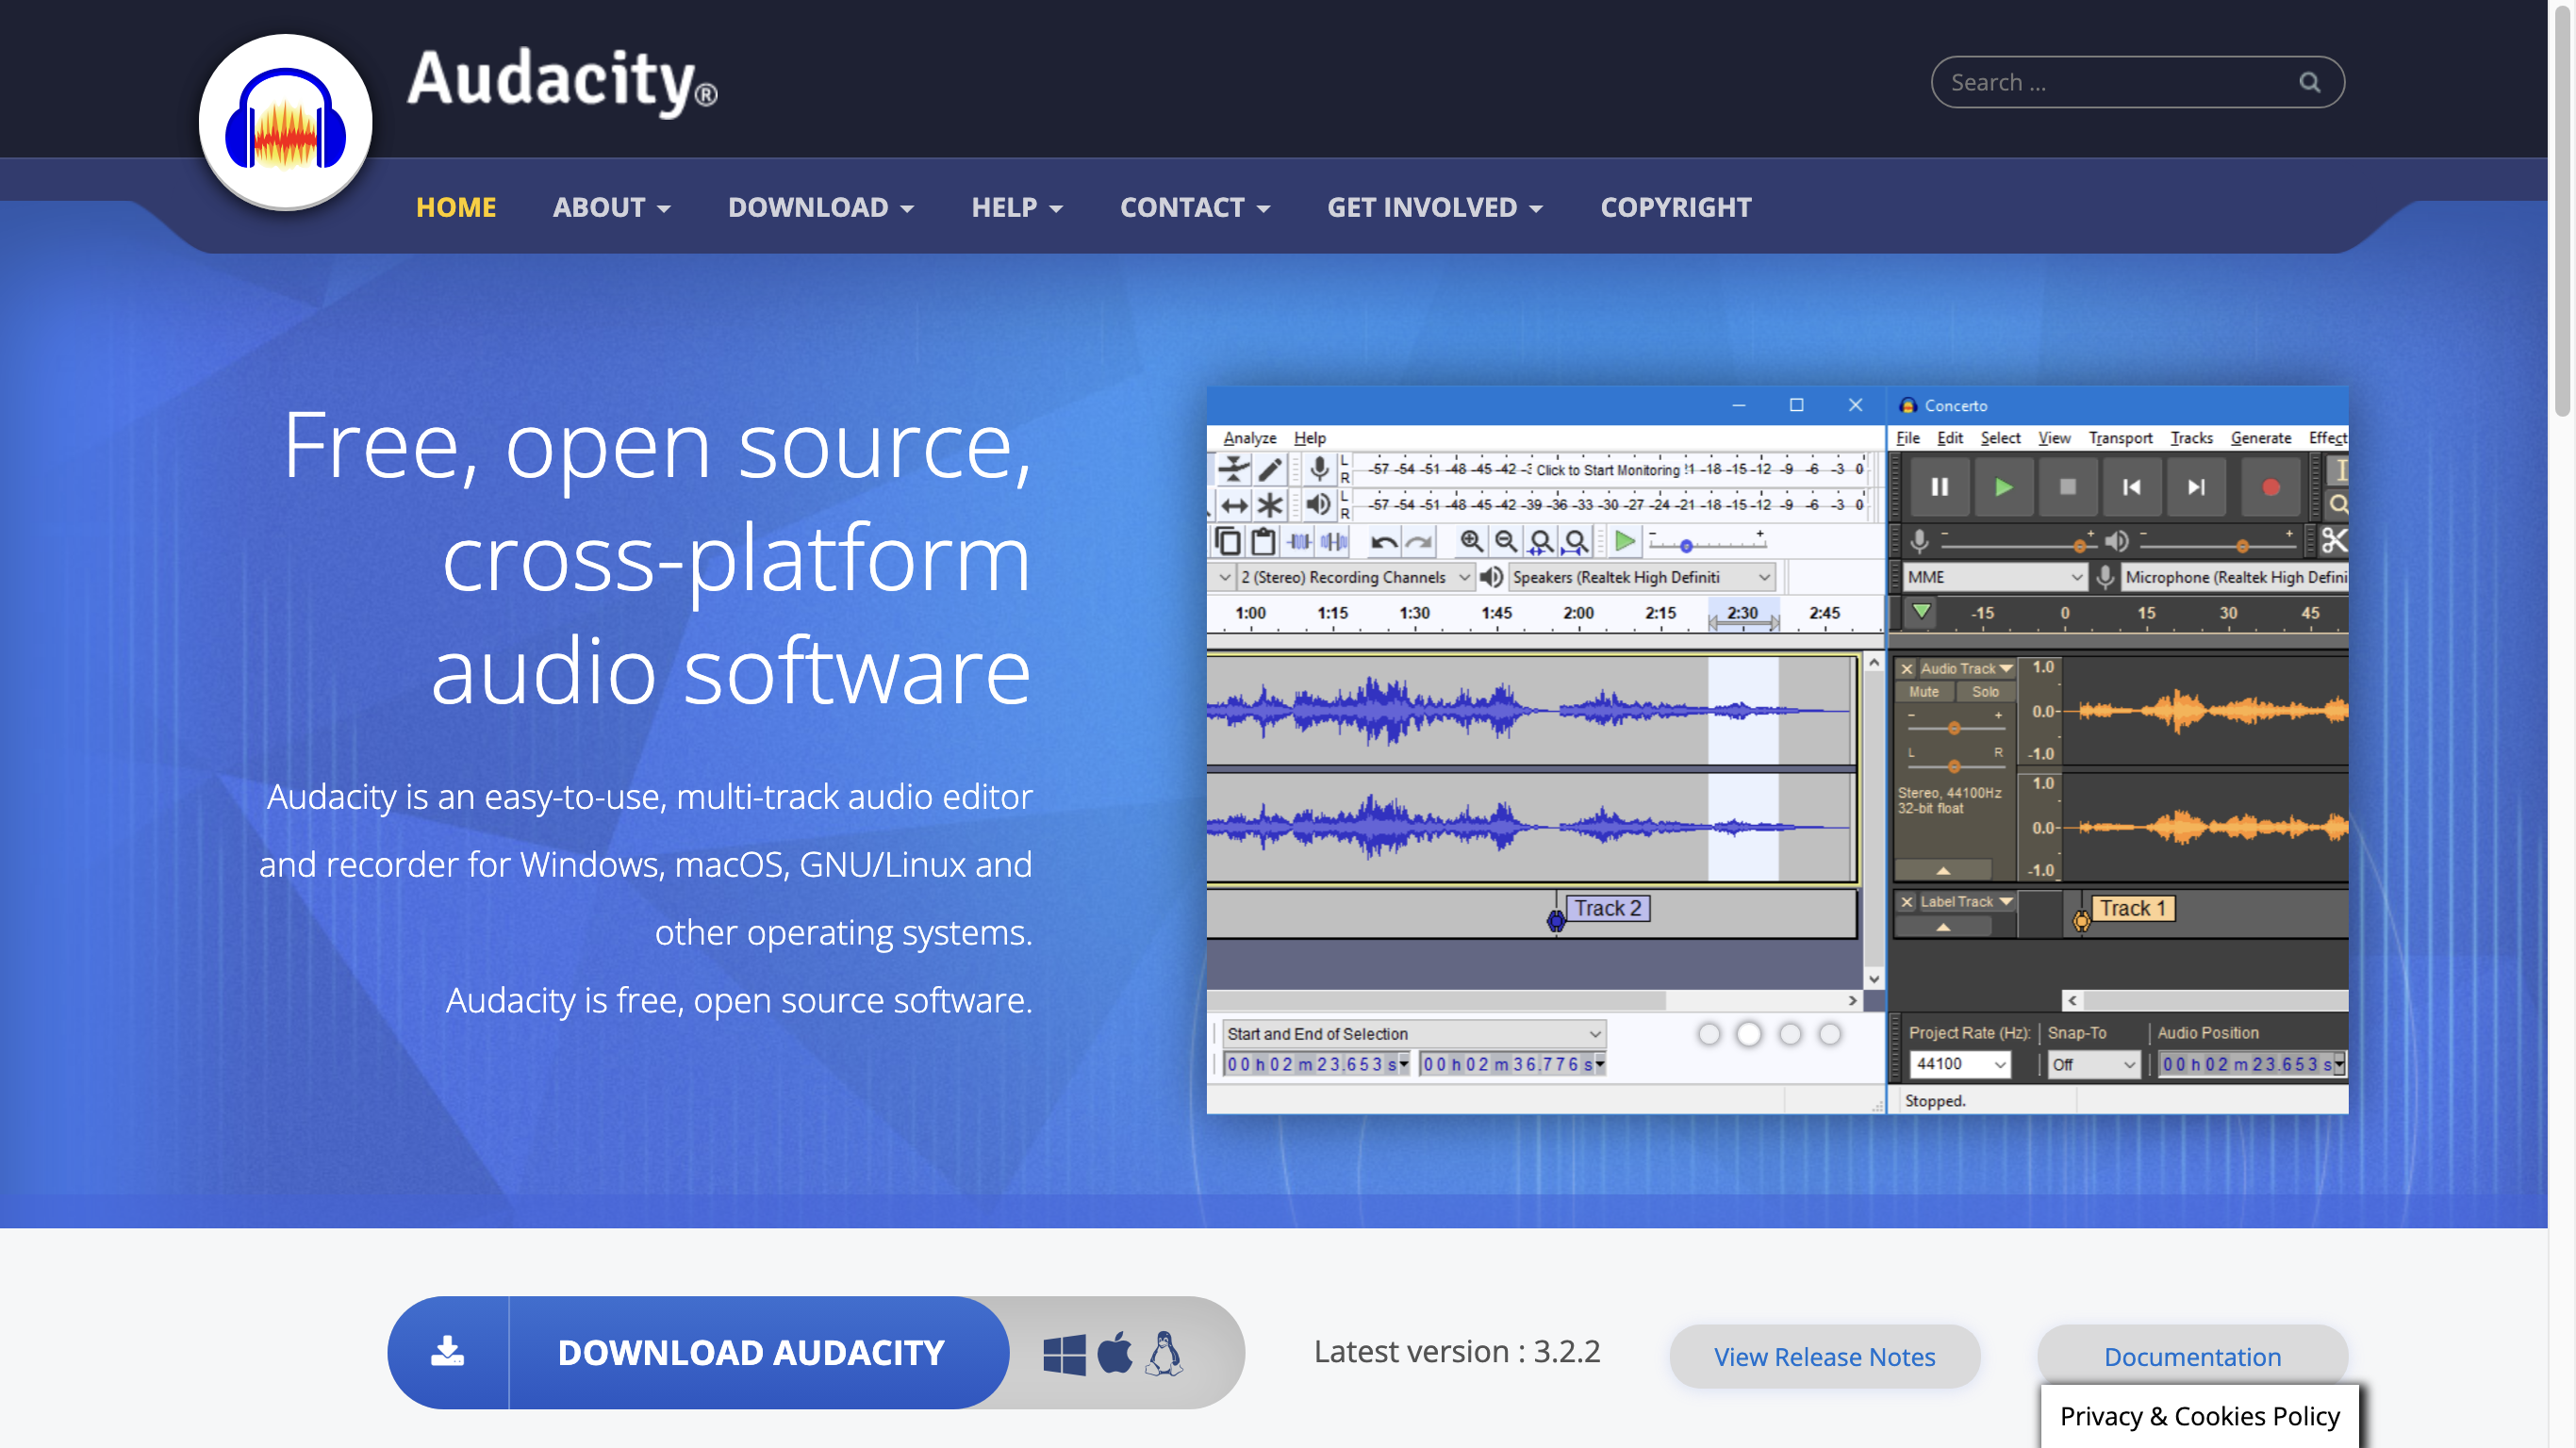 Audacity®
Search ...
HOME ABOUT DOWNLOAD HELP CONTACT GET INVOLVED COPYRIGHT
Free, open source,
cross-platform
audio software
Audacity is an easy-to-use, multi-track audio editor
and recorder for Windows, macOS, GNU/Linux and
other operating systems.
Audacity is free, open source software.
Analyze Help
L
R
-57 -54 -51 -48 -45 -42 Click to Start Monitoring -18 -15 -12 -9 -6 -3 0
L
R
-57 -54 -51 -48 -45 -42 -39 -36 -33 -30 -27 -24 -21 -18 -15 -12 -9 -6 -3 0
2 (Stereo) Recording Channels Speakers (Realtek High Definiti
1:00 1:15 1:30 1:45 2:00 2:15 2:30 2:45
Track 2
Start and End of Selection
00 h 02 m 23.653 s 00 h 02 m 36.776 s
Concerto
File Edit Select View Transport Tracks Generate Effect
MME Microphone (Realtek High Defini
-15 0 15 30 45
Audio Track 1.0
Mute Solo
0.0
L R
-1.0
1.0
Stereo, 44100Hz
32-bit float
0.0
-1.0
Label Track Track 1
Project Rate (Hz): Snap-To Audio Position
44100 Off 00 h 02 m 23.653 s
Stopped.
DOWNLOAD AUDACITY
Latest version : 3.2.2
View Release Notes
Documentation
Privacy & Cookies Policy